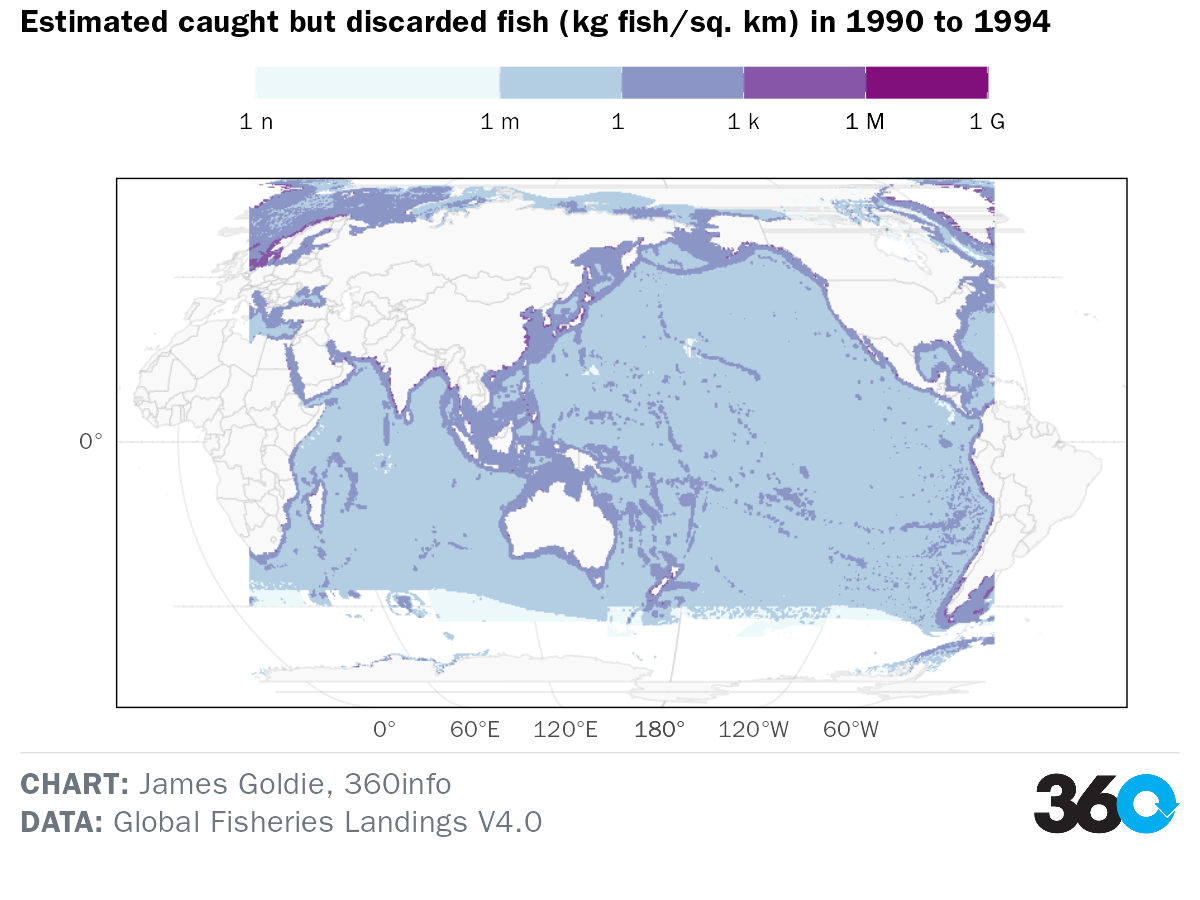 Estimated caught but discarded fish (kg fish/sq. km) in 1990 to 1994
1 n 1 m 1 1 k 1 M 1 G
0°
0° 60°E 120°E 180° 120°W 60°W
CHART: James Goldie, 360info
DATA: Global Fisheries Landings V4.0
360